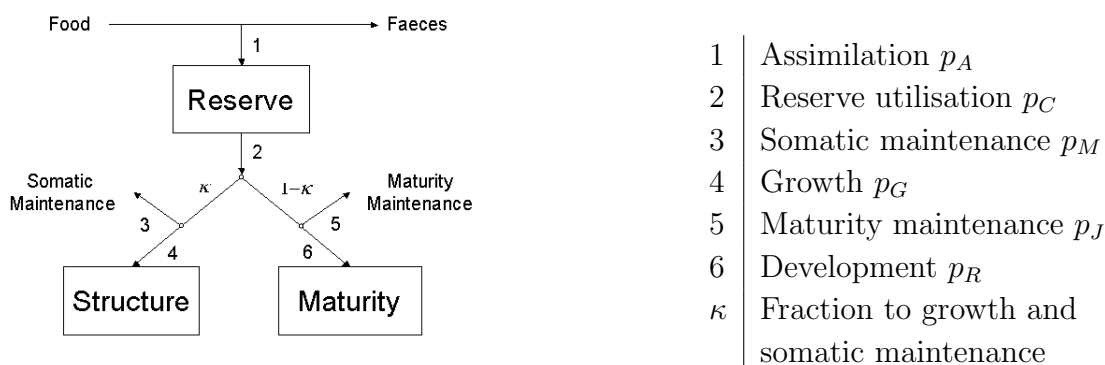 Food
Faeces
1
Reserve
2
κ
1−κ
Somatic
Maintenance
Maturity
Maintenance
3
5
4
6
Structure
Maturity
1 Assimilation p_A
2 Reserve utilisation p_C
3 Somatic maintenance p_M
4 Growth p_G
5 Maturity maintenance p_J
6 Development p_R
κ Fraction to growth and
somatic maintenance